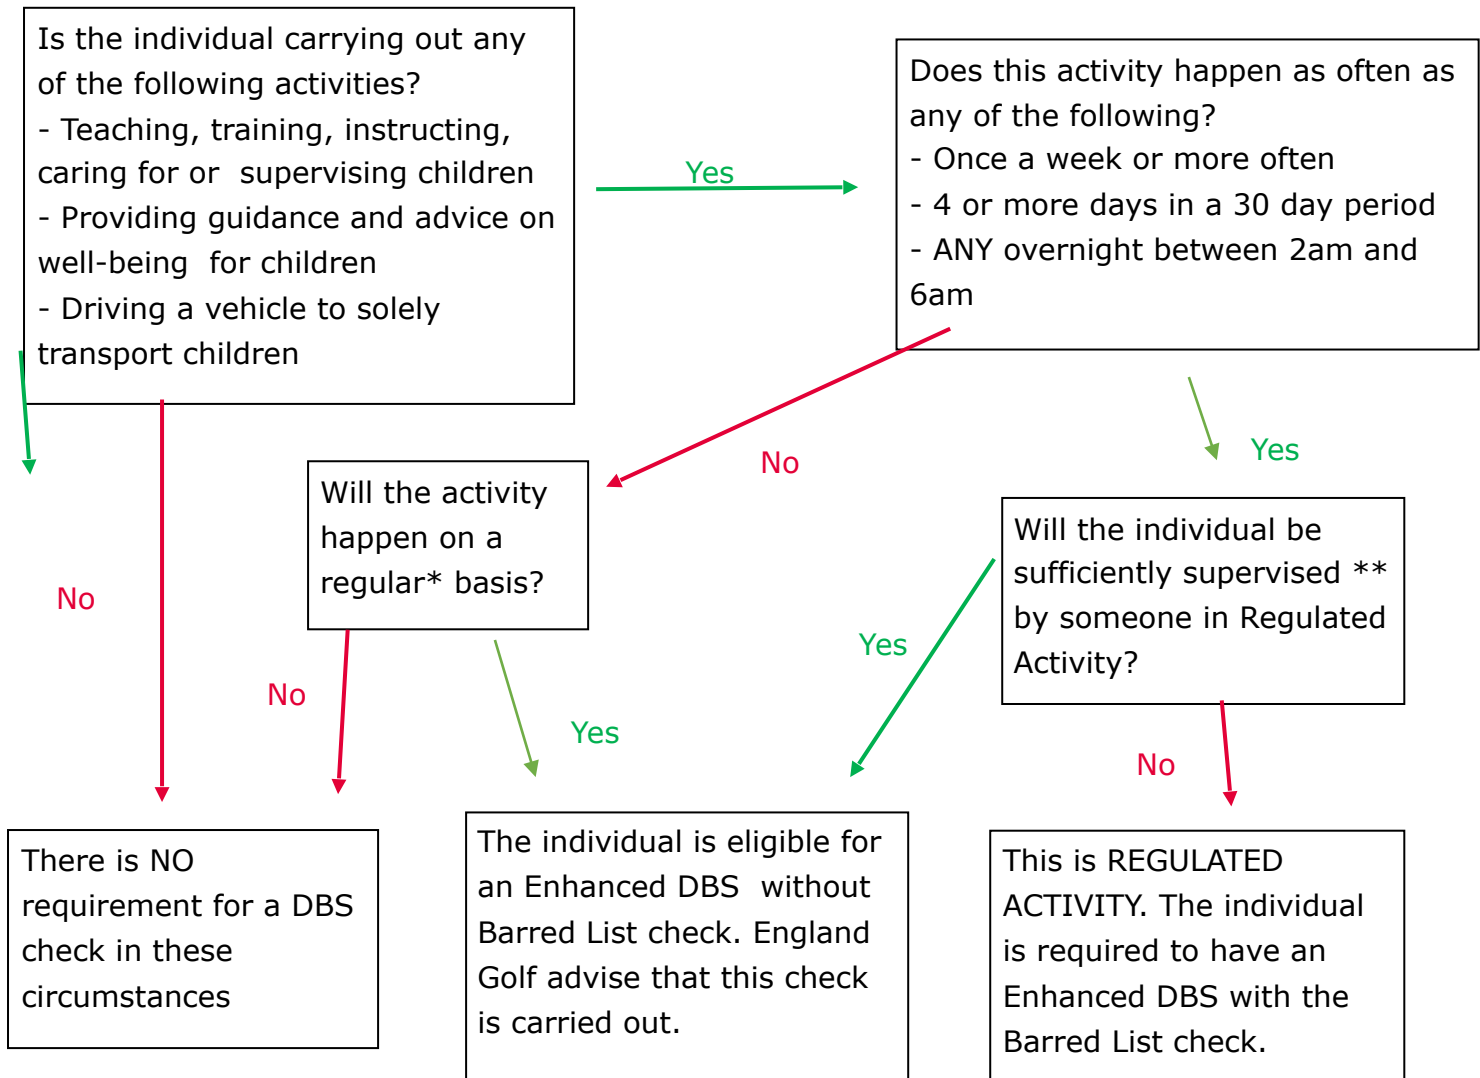 Is the individual carrying out any
of the following activities?
- Teaching, training, instructing,
caring for or  supervising children
- Providing guidance and advice on
well-being  for children
- Driving a vehicle to solely
transport children
Yes
Does this activity happen as often as
any of the following?
- Once a week or more often
- 4 or more days in a 30 day period
- ANY overnight between 2am and
6am
No
Yes
Will the activity
happen on a
regular* basis?
Will the individual be
sufficiently supervised **
by someone in Regulated
Activity?
No
No
Yes
Yes
No
There is NO
requirement for a DBS
check in these
circumstances
The individual is eligible for
an Enhanced DBS  without
Barred List check. England
Golf advise that this check
is carried out.
This is REGULATED
ACTIVITY. The individual
is required to have an
Enhanced DBS with the
Barred List check.